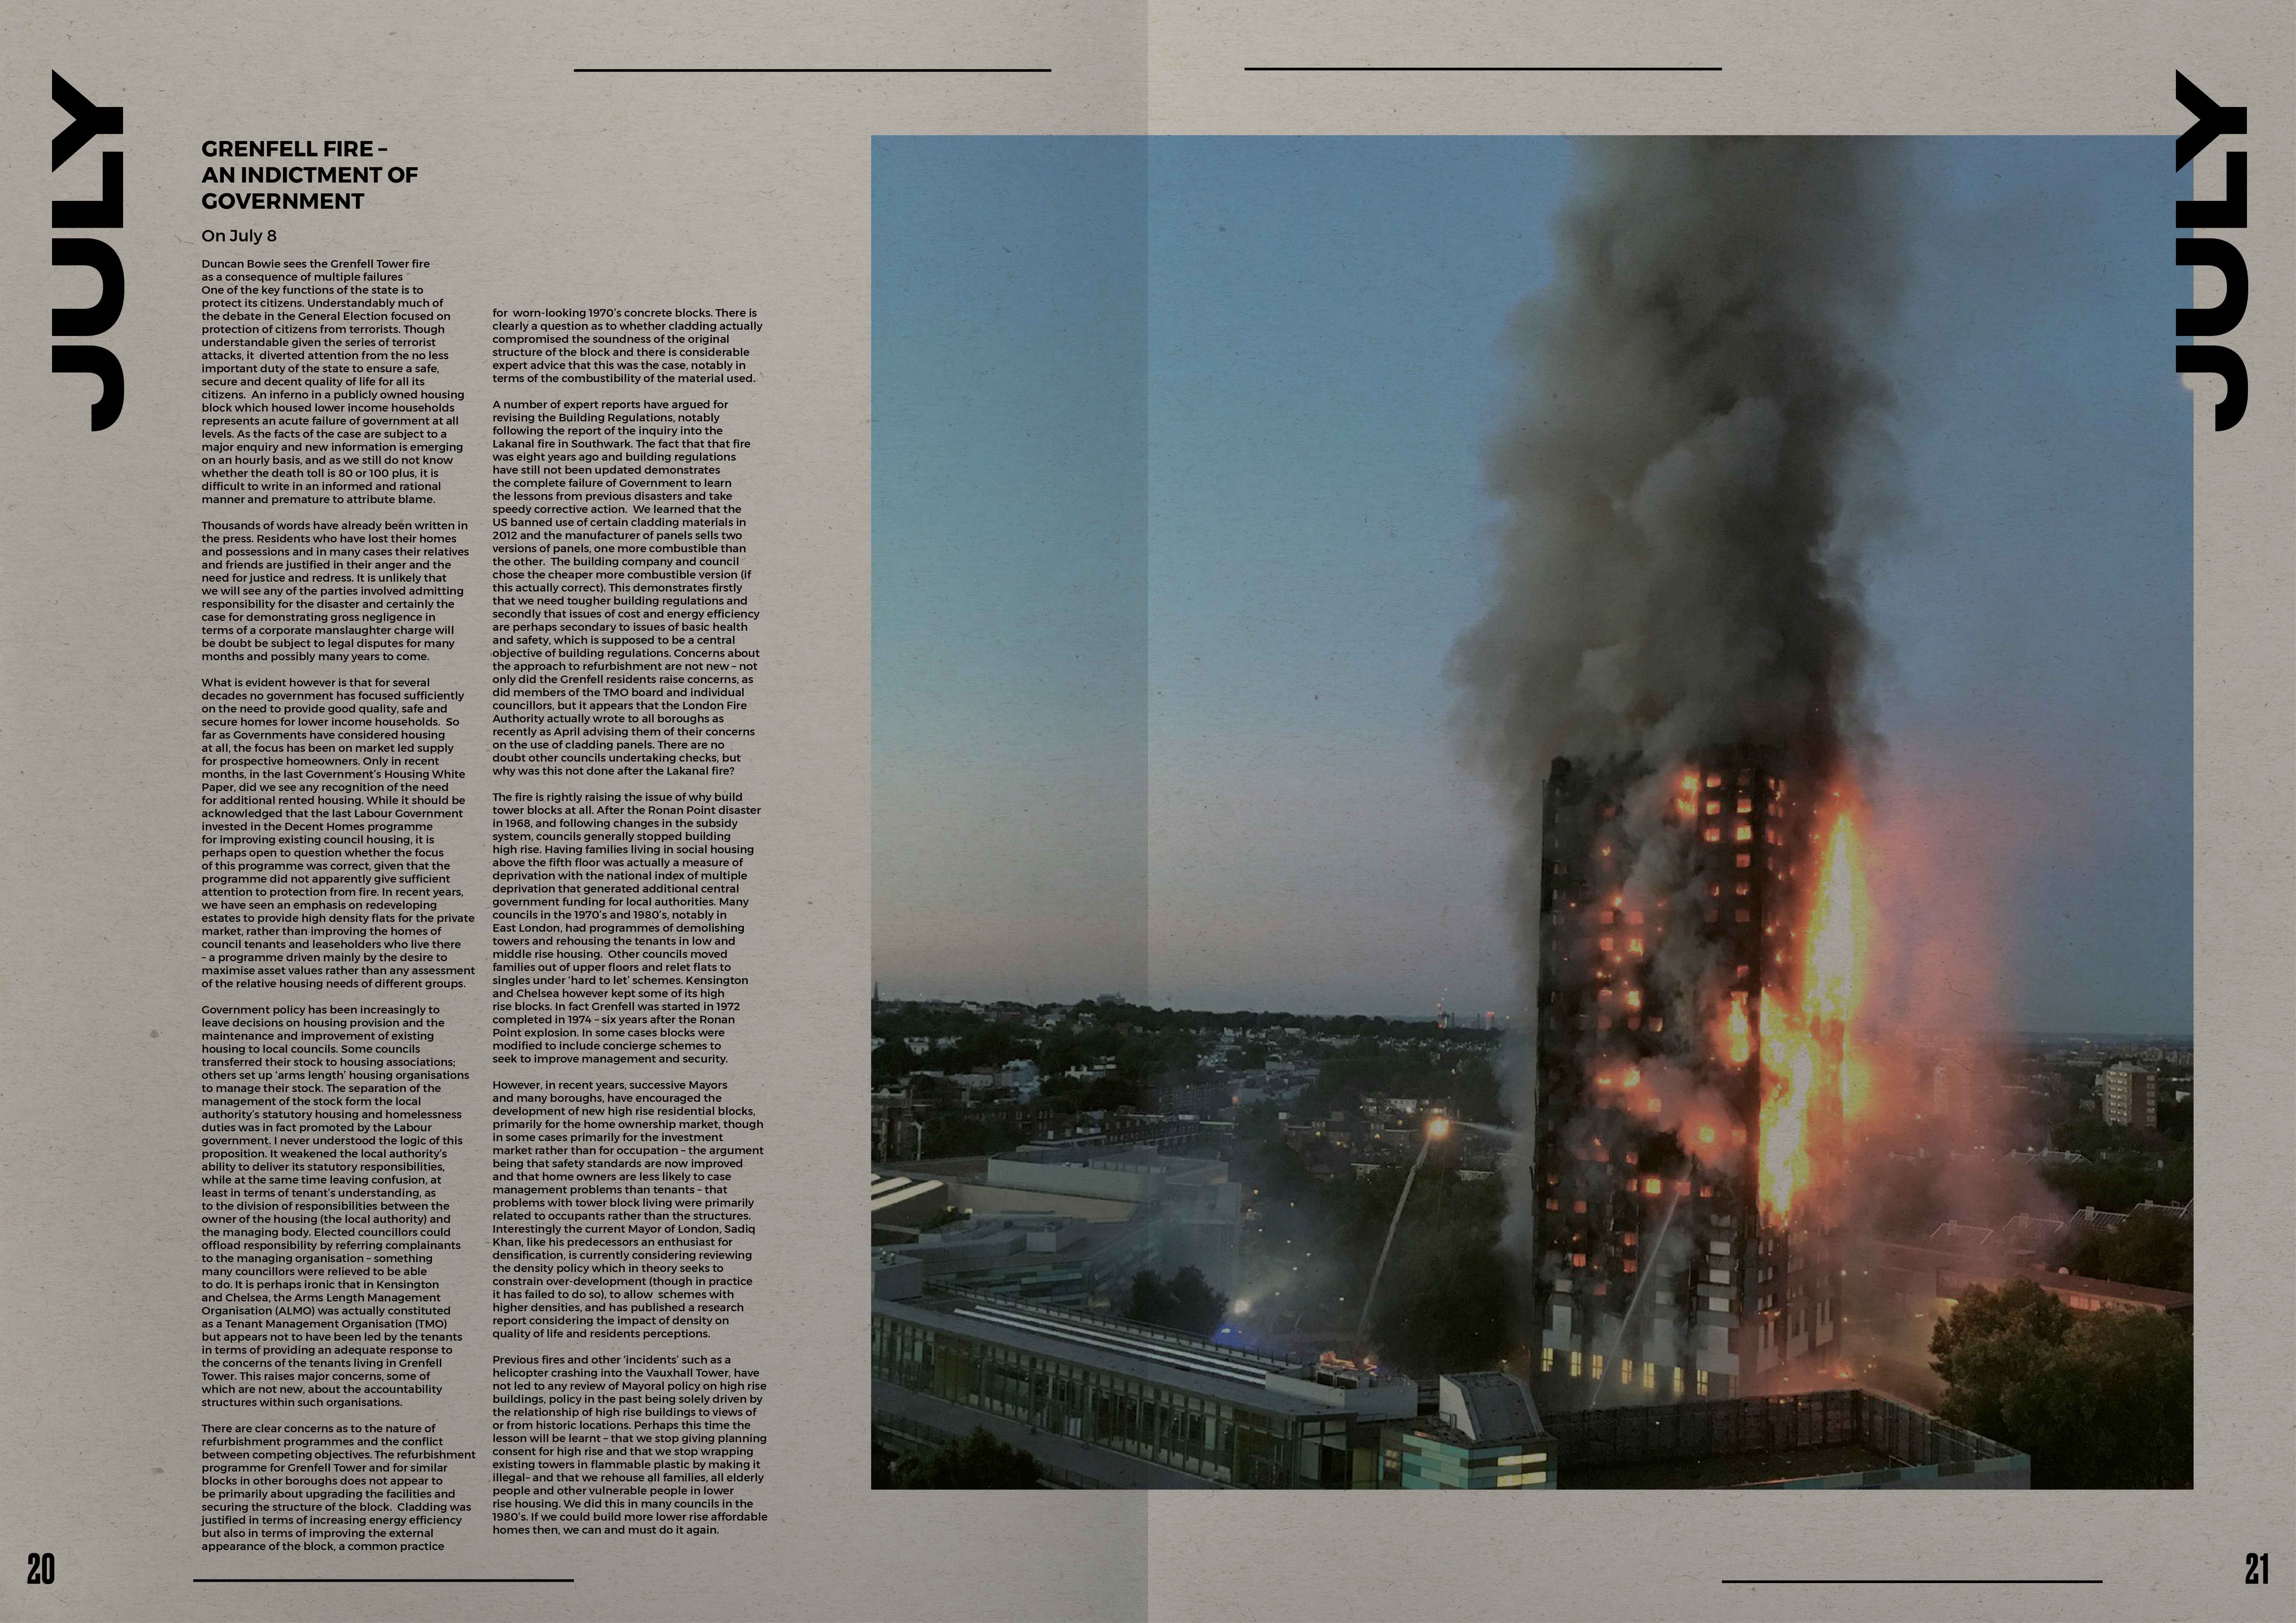 JULY
GRENFELL FIRE –
AN INDICTMENT OF
GOVERNMENT
On July 8
Duncan Bowie sees the Grenfell Tower fire
as a consequence of multiple failures
One of the key functions of the state is to
protect its citizens. Understandably much of
the debate in the General Election focused on
protection of citizens from terrorists. Though
understandable given the series of terrorist
attacks, it  diverted attention from the no less
important duty of the state to ensure a safe,
secure and decent quality of life for all its
citizens.  An inferno in a publicly owned housing
block which housed lower income households
represents an acute failure of government at all
levels. As the facts of the case are subject to a
major enquiry and new information is emerging
on an hourly basis, and as we still do not know
whether the death toll is 80 or 100 plus, it is
difficult to write in an informed and rational
manner and premature to attribute blame.
Thousands of words have already been written in
the press. Residents who have lost their homes
and possessions and in many cases their relatives
and friends are justified in their anger and the
need for justice and redress. It is unlikely that
we will see any of the parties involved admitting
responsibility for the disaster and certainly the
case for demonstrating gross negligence in
terms of a corporate manslaughter charge will
be doubt be subject to legal disputes for many
months and possibly many years to come.
What is evident however is that for several
decades no government has focused sufficiently
on the need to provide good quality, safe and
secure homes for lower income households.  So
far as Governments have considered housing
at all, the focus has been on market led supply
for prospective homeowners. Only in recent
months, in the last Government's Housing White
Paper, did we see any recognition of the need
for additional rented housing. While it should be
acknowledged that the last Labour Government
invested in the Decent Homes programme
for improving existing council housing, it is
perhaps open to question whether the focus
of this programme was correct, given that the
programme did not apparently give sufficient
attention to protection from fire. In recent years,
we have seen an emphasis on redeveloping
estates to provide high density flats for the private
market, rather than improving the homes of
council tenants and leaseholders who live there
– a programme driven mainly by the desire to
maximise asset values rather than any assessment
of the relative housing needs of different groups.
Government policy has been increasingly to
leave decisions on housing provision and the
maintenance and improvement of existing
housing to local councils. Some councils
transferred their stock to housing associations;
others set up 'arms length' housing organisations
to manage their stock. The separation of the
management of the stock form the local
authority's statutory housing and homelessness
duties was in fact promoted by the Labour
government. I never understood the logic of this
proposition. It weakened the local authority's
ability to deliver its statutory responsibilities,
while at the same time leaving confusion, at
least in terms of tenant's understanding, as
to the division of responsibilities between the
owner of the housing (the local authority) and
the managing body. Elected councillors could
offload responsibility by referring complainants
to the managing organisation – something
many councillors were relieved to be able
to do. It is perhaps ironic that in Kensington
and Chelsea, the Arms Length Management
Organisation (ALMO) was actually constituted
as a Tenant Management Organisation (TMO)
but appears not to have been led by the tenants
in terms of providing an adequate response to
the concerns of the tenants living in Grenfell
Tower. This raises major concerns, some of
which are not new, about the accountability
structures within such organisations.
There are clear concerns as to the nature of
refurbishment programmes and the conflict
between competing objectives. The refurbishment
programme for Grenfell Tower and for similar
blocks in other boroughs does not appear to
be primarily about upgrading the facilities and
securing the structure of the block.  Cladding was
justified in terms of increasing energy efficiency
but also in terms of improving the external
appearance of the block, a common practice
for  worn-looking 1970's concrete blocks. There is
clearly a question as to whether cladding actually
compromised the soundness of the original
structure of the block and there is considerable
expert advice that this was the case, notably in
terms of the combustibility of the material used.
A number of expert reports have argued for
revising the Building Regulations, notably
following the report of the inquiry into the
Lakanal fire in Southwark. The fact that that fire
was eight years ago and building regulations
have still not been updated demonstrates
the complete failure of Government to learn
the lessons from previous disasters and take
speedy corrective action.  We learned that the
US banned use of certain cladding materials in
2012 and the manufacturer of panels sells two
versions of panels, one more combustible than
the other.  The building company and council
chose the cheaper more combustible version (if
this actually correct). This demonstrates firstly
that we need tougher building regulations and
secondly that issues of cost and energy efficiency
are perhaps secondary to issues of basic health
and safety, which is supposed to be a central
objective of building regulations. Concerns about
the approach to refurbishment are not new – not
only did the Grenfell residents raise concerns, as
did members of the TMO board and individual
councillors, but it appears that the London Fire
Authority actually wrote to all boroughs as
recently as April advising them of their concerns
on the use of cladding panels. There are no
doubt other councils undertaking checks, but
why was this not done after the Lakanal fire?
The fire is rightly raising the issue of why build
tower blocks at all. After the Ronan Point disaster
in 1968, and following changes in the subsidy
system, councils generally stopped building
high rise. Having families living in social housing
above the fifth floor was actually a measure of
deprivation with the national index of multiple
deprivation that generated additional central
government funding for local authorities. Many
councils in the 1970's and 1980's, notably in
East London, had programmes of demolishing
towers and rehousing the tenants in low and
middle rise housing.  Other councils moved
families out of upper floors and relet flats to
singles under 'hard to let' schemes. Kensington
and Chelsea however kept some of its high
rise blocks. In fact Grenfell was started in 1972
completed in 1974 – six years after the Ronan
Point explosion. In some cases blocks were
modified to include concierge schemes to
seek to improve management and security.
However, in recent years, successive Mayors
and many boroughs, have encouraged the
development of new high rise residential blocks,
primarily for the home ownership market, though
in some cases primarily for the investment
market rather than for occupation – the argument
being that safety standards are now improved
and that home owners are less likely to case
management problems than tenants – that
problems with tower block living were primarily
related to occupants rather than the structures.
Interestingly the current Mayor of London, Sadiq
Khan, like his predecessors an enthusiast for
densification, is currently considering reviewing
the density policy which in theory seeks to
constrain over-development (though in practice
it has failed to do so), to allow  schemes with
higher densities, and has published a research
report considering the impact of density on
quality of life and residents perceptions.
Previous fires and other 'incidents' such as a
helicopter crashing into the Vauxhall Tower, have
not led to any review of Mayoral policy on high rise
buildings, policy in the past being solely driven by
the relationship of high rise buildings to views of
or from historic locations. Perhaps this time the
lesson will be learnt – that we stop giving planning
consent for high rise and that we stop wrapping
existing towers in flammable plastic by making it
illegal– and that we rehouse all families, all elderly
people and other vulnerable people in lower
rise housing. We did this in many councils in the
1980's. If we could build more lower rise affordable
homes then, we can and must do it again.
20
JULY
21